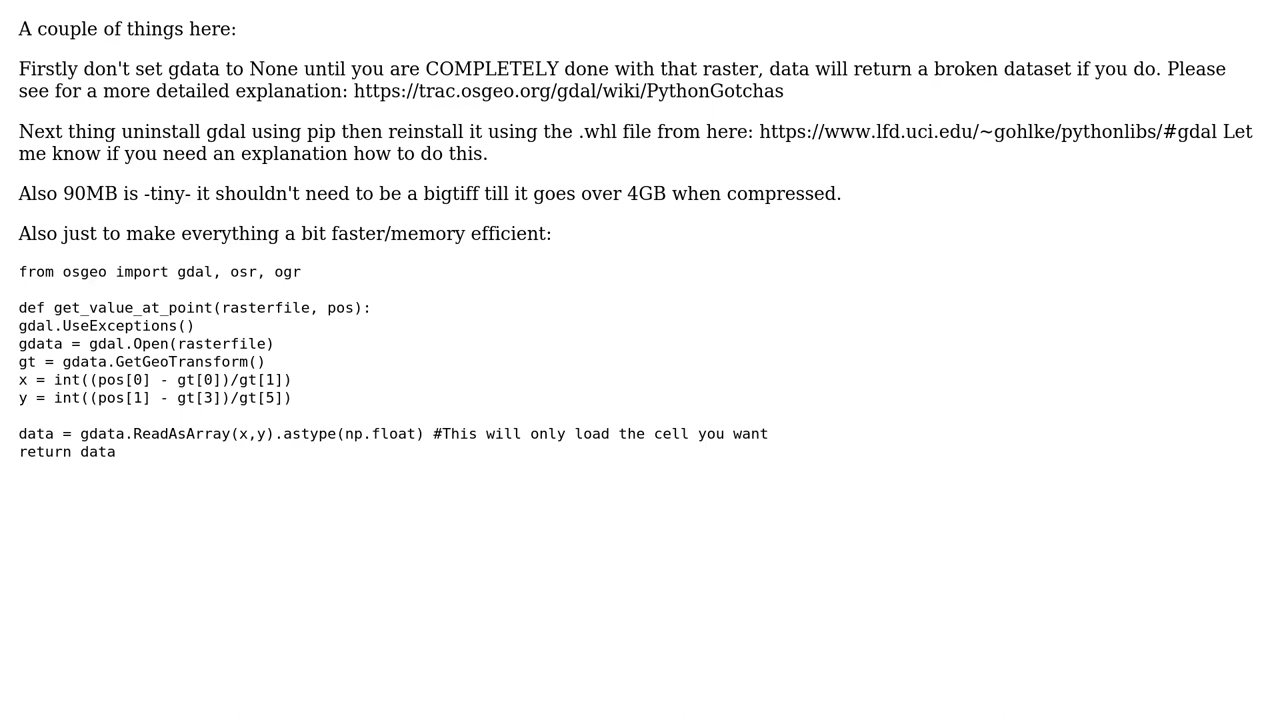 A couple of things here:
Firstly don't set gdata to None until you are COMPLETELY done with that raster, data will return a broken dataset if you do. Please
see for a more detailed explanation: https://trac.osgeo.org/gdal/wiki/PythonGotchas
Next thing uninstall gdal using pip then reinstall it using the .whl file from here: https://www.lfd.uci.edu/~gohlke/pythonlibs/#gdal Let
me know if you need an explanation how to do this.
Also 90MB is -tiny- it shouldn't need to be a bigtiff till it goes over 4GB when compressed.
Also just to make everything a bit faster/memory efficient:
from osgeo import gdal, osr, ogr
def get_value_at_point(rasterfile, pos):
gdal.UseExceptions()
gdata = gdal.Open(rasterfile)
gt = gdata.GetGeoTransform()
x = int((pos[0] - gt[0])/gt[1])
y = int((pos[1] - gt[3])/gt[5])
data = gdata.ReadAsArray(x,y).astype(np.float) #This will only load the cell you want
return data